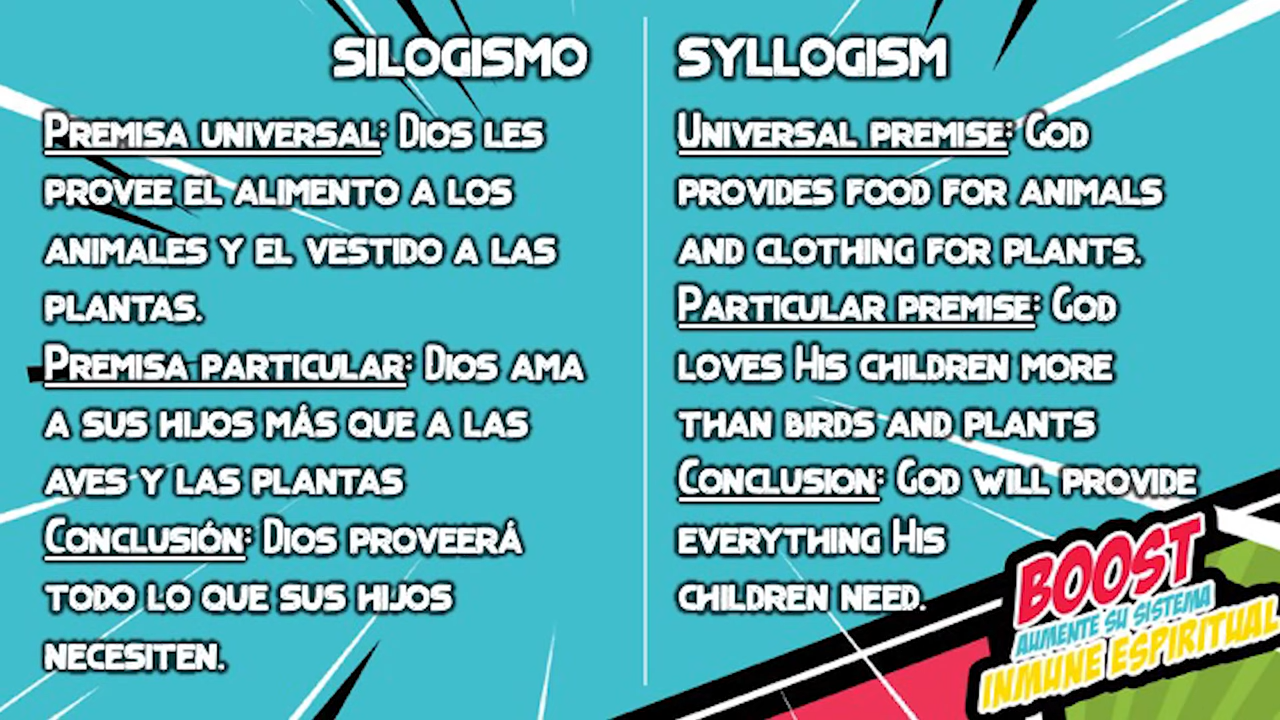 SILOGISMO
PREMISA UNIVERSAL: DIOS LES
PROVEE EL ALIMENTO A LOS
ANIMALES Y EL VESTIDO A LAS
PLANTAS.
PREMISA PARTICULAR: DIOS AMA
A SUS HIJOS MÁS QUE A LAS
AVES Y LAS PLANTAS
CONCLUSIÓN: DIOS PROVEERÁ
TODO LO QUE SUS HIJOS
NECESITEN.
SYLLOGISM
UNIVERSAL PREMISE: GOD
PROVIDES FOOD FOR ANIMALS
AND CLOTHING FOR PLANTS.
PARTICULAR PREMISE: GOD
LOVES HIS CHILDREN MORE
THAN BIRDS AND PLANTS
CONCLUSION: GOD WILL PROVIDE
EVERYTHING HIS
CHILDREN NEED.
BOOST
AUMENTE SU SISTEMA
INMUNE ESPIRITUAL